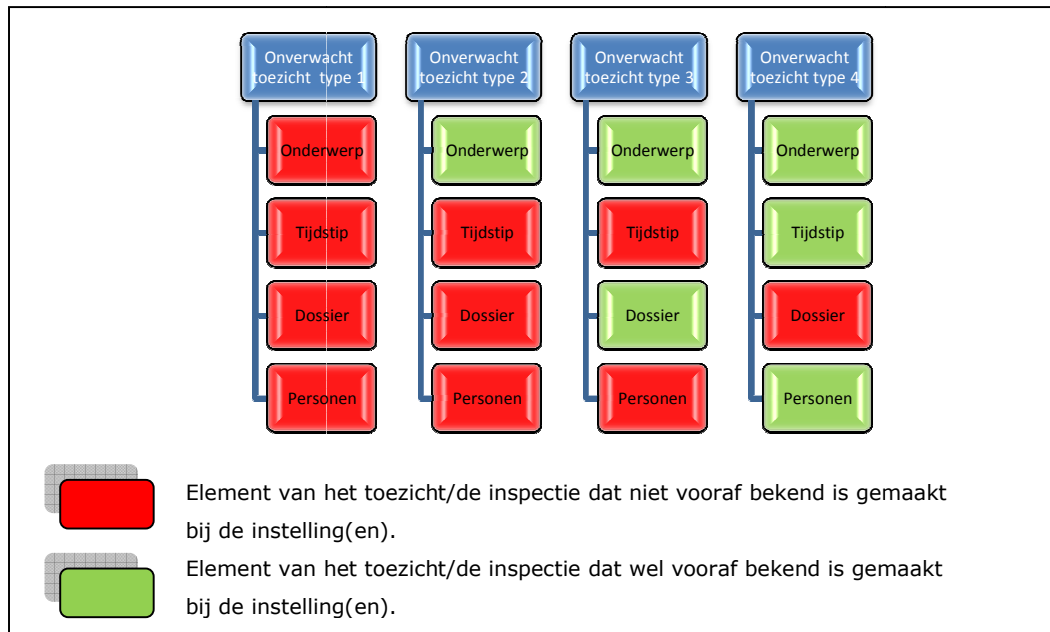 Onverwacht
toezicht type 1
Onderwerp
Tijdstip
Dossier
Personen
Onverwacht
toezicht type 2
Onderwerp
Tijdstip
Dossier
Personen
Onverwacht
toezicht type 3
Onderwerp
Tijdstip
Dossier
Personen
Onverwacht
toezicht type 4
Onderwerp
Tijdstip
Dossier
Personen
Element van het toezicht/de inspectie dat niet vooraf bekend is gemaakt
bij de instelling(en).
Element van het toezicht/de inspectie dat wel vooraf bekend is gemaakt
bij de instelling(en).